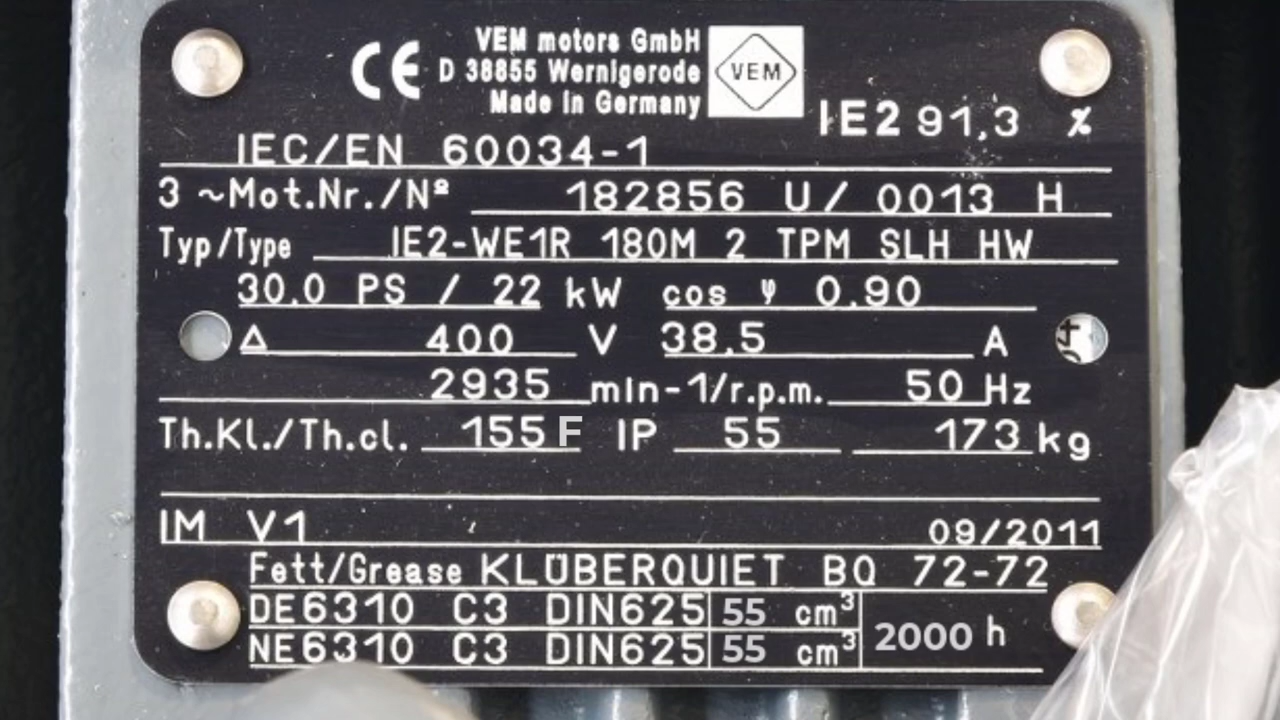 CE
VEM motors GmbH
D 38855 Wernigerode
Made in Germany
VEM
IE2 91,3 %
IEC/EN 60034-1
3 ~Mot.Nr./Nº 182856 U/ 0013 H
Typ/Type IE2-WE1R 180M 2 TPM SLH HW
30,0 PS / 22 kW cos φ 0,90
Δ 400 V 38,5 A
2935 min-1/r.p.m. 50 Hz
Th.Kl./Th.cl. 155 F IP 55 173 kg
IM V1 09/2011
Fett/Grease KLÜBERQUIET BQ 72-72
DE6310 C3 DIN625 55 cm³
NE6310 C3 DIN625 55 cm³
2000 h